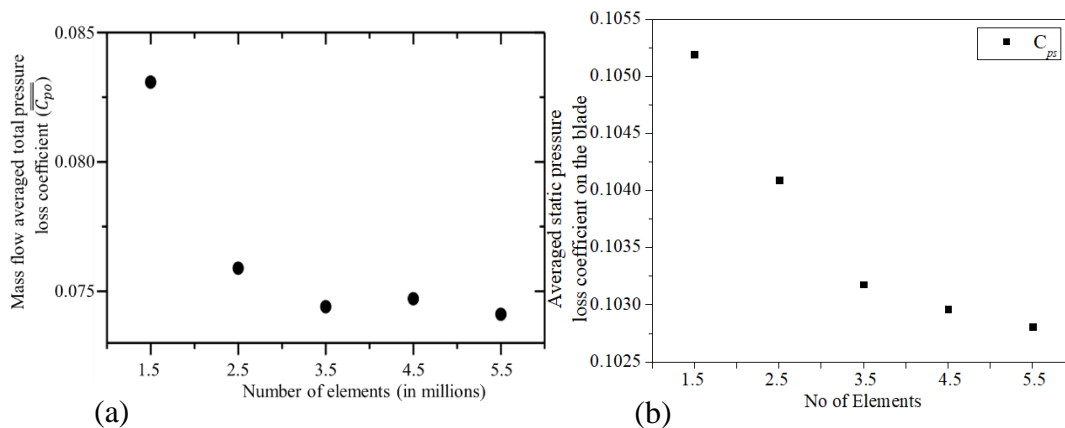 Mass flow averaged total pressure
loss coefficient (C̿po)
0.085
0.080
0.075
1.5 2.5 3.5 4.5 5.5
Number of elements (in millions)
(a)
Averaged static pressure
loss coefficient on the blade
0.1055
0.1050
0.1045
0.1040
0.1035
0.1030
0.1025
Cps
1.5 2.5 3.5 4.5 5.5
No of Elements
(b)